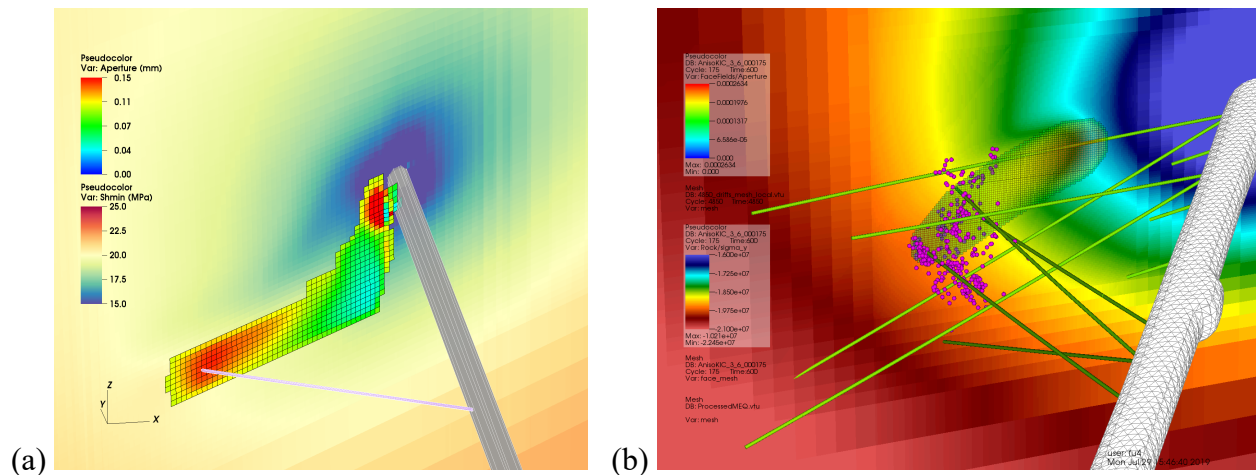 Pseudocolor
Var: Aperture (mm)
0.15
0.11
0.07
0.04
0.00
Pseudocolor
Var: Shmin (MPa)
25.0
22.5
20.0
17.5
15.0
Z
Y
X
(a)
Pseudocolor
DB: AnisoKIC_3_6_000175
Cycle: 175 Time:600
Var: FaceFields/Aperture
0.0002634
0.0001976
0.0001317
6.586e-05
0.000
Max: 0.0002634
Min: 0.000
Mesh
Var: mesh
Pseudocolor
DB: AnisoKIC_3_6_000175
Cycle: 175 Time:600
Var: Rock/sigma_y
-1.600e+07
-1.725e+07
-1.850e+07
-1.975e+07
-2.100e+07
Max: -1.021e+07
Min: -2.245e+07
Mesh
DB: AnisoKIC_3_6_000175
Cycle: 175 Time:600
Var: face_mesh
Mesh
DB: ProcessedMEQ.vtu
Var: mesh
user: fu4
Mon Jul 29 2019
(b)